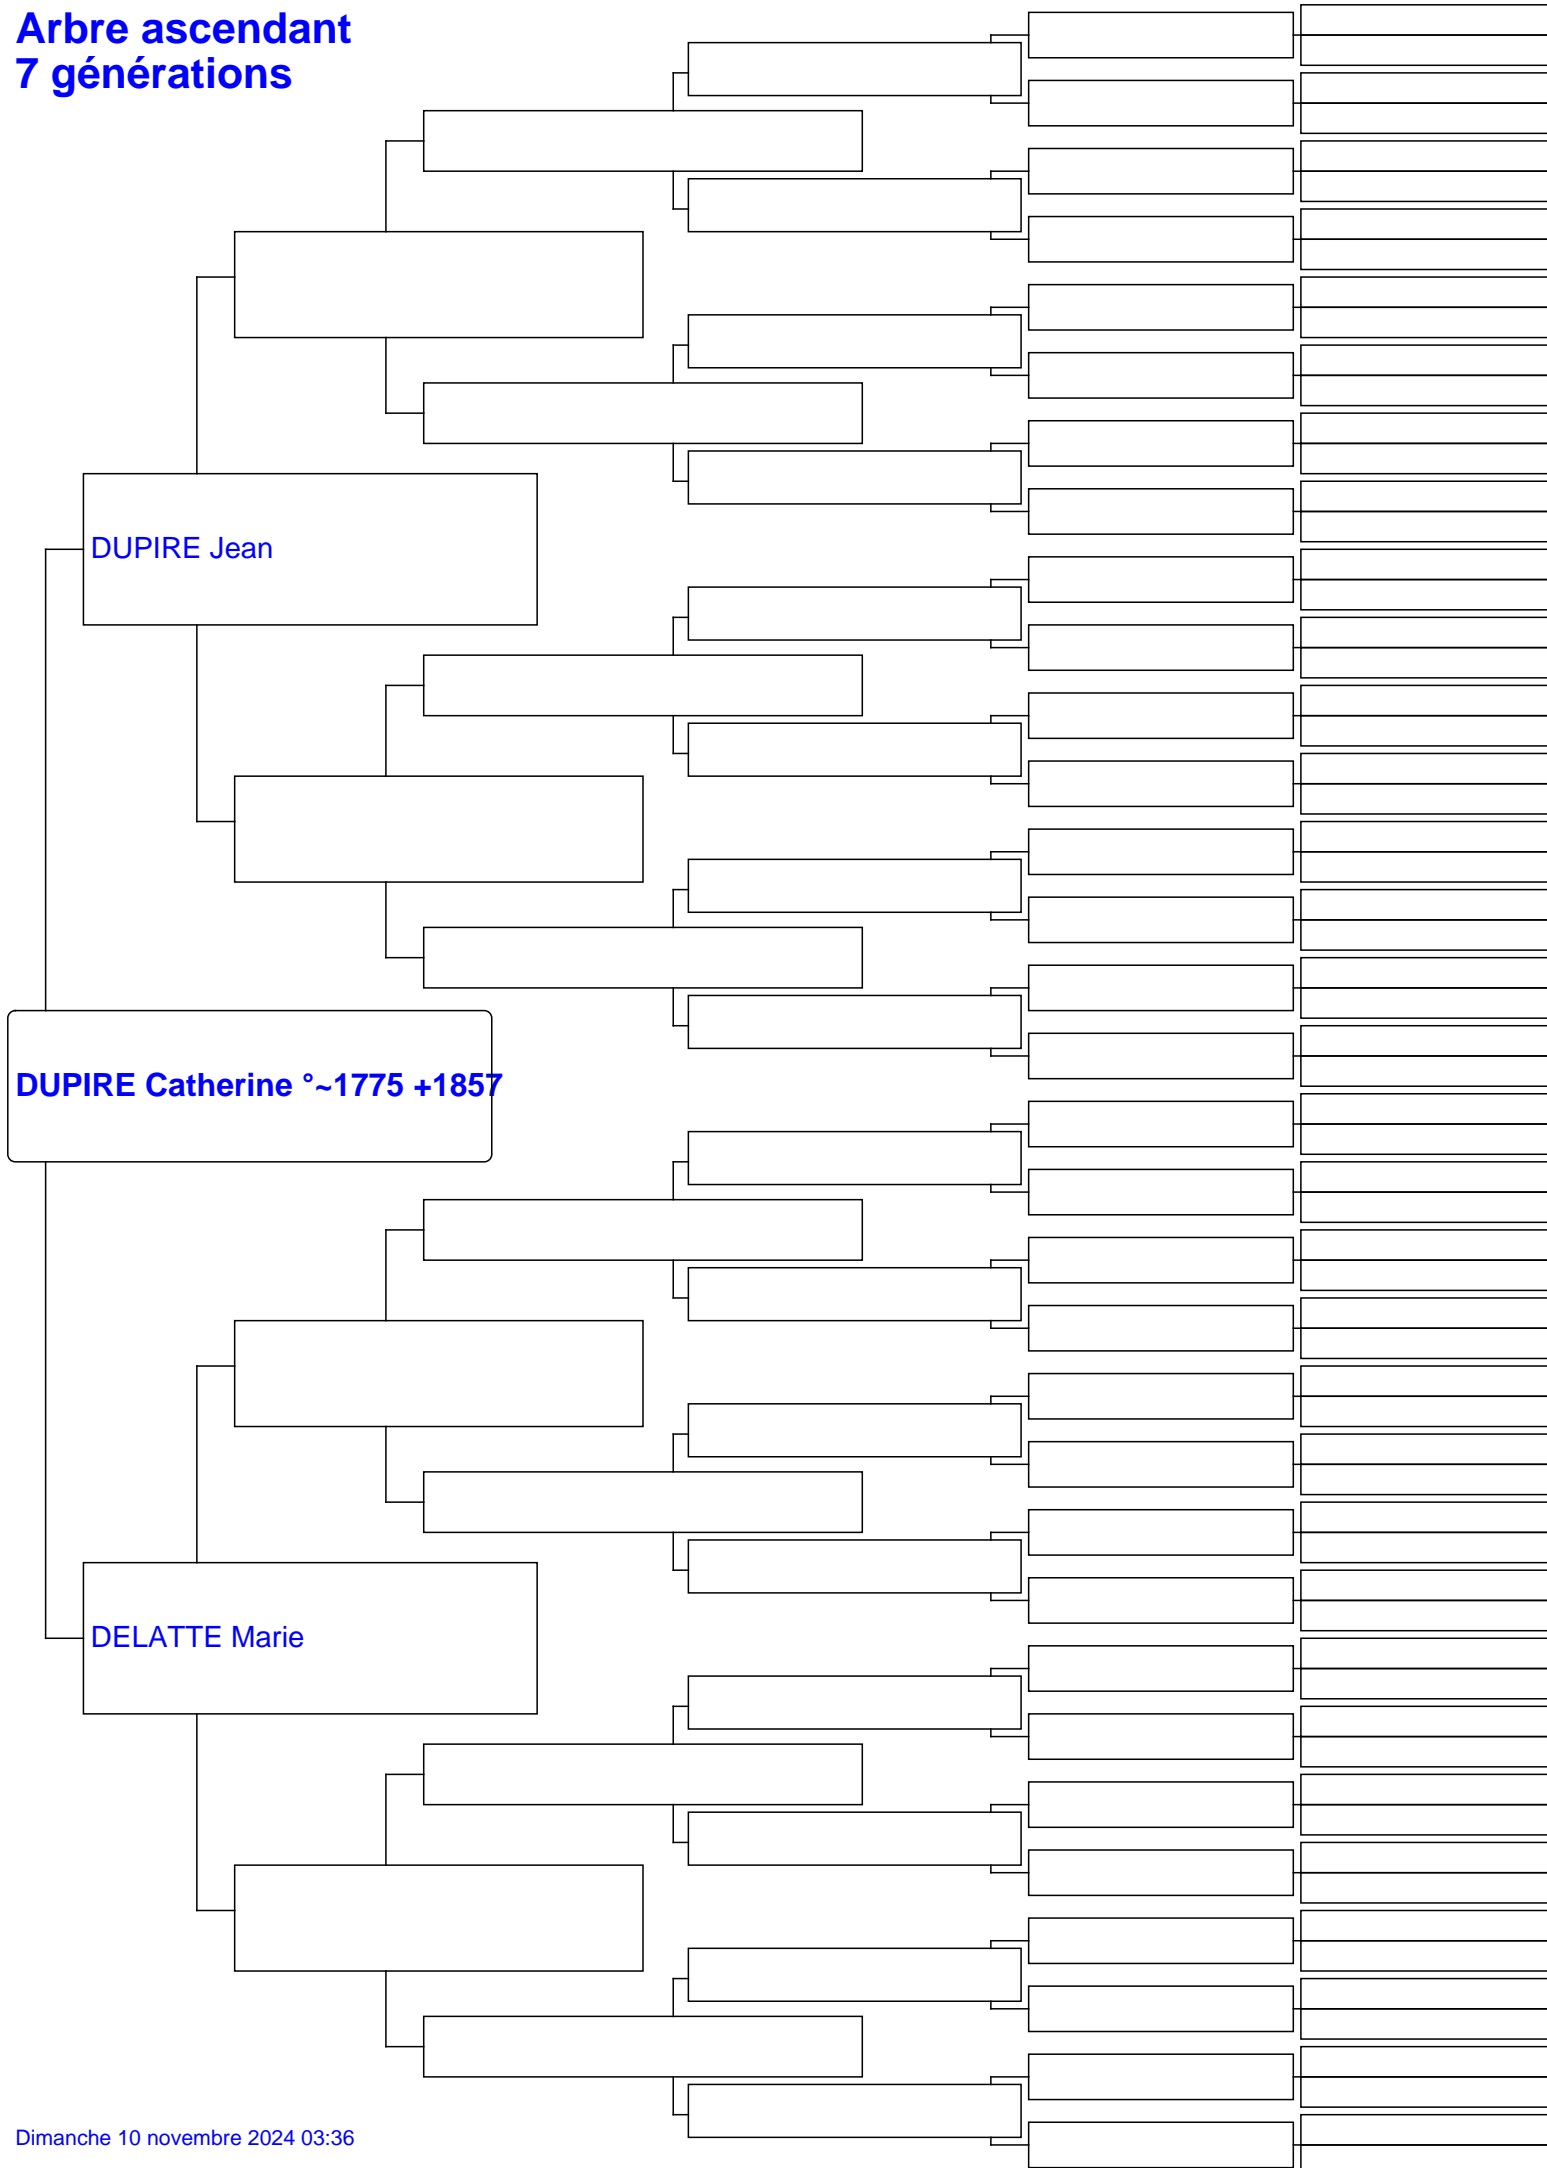 Arbre ascendant
7 générations
DUPIRE Jean
DUPIRE Catherine °~1775 +1857
DELATTE Marie
Dimanche 10 novembre 2024 03:36